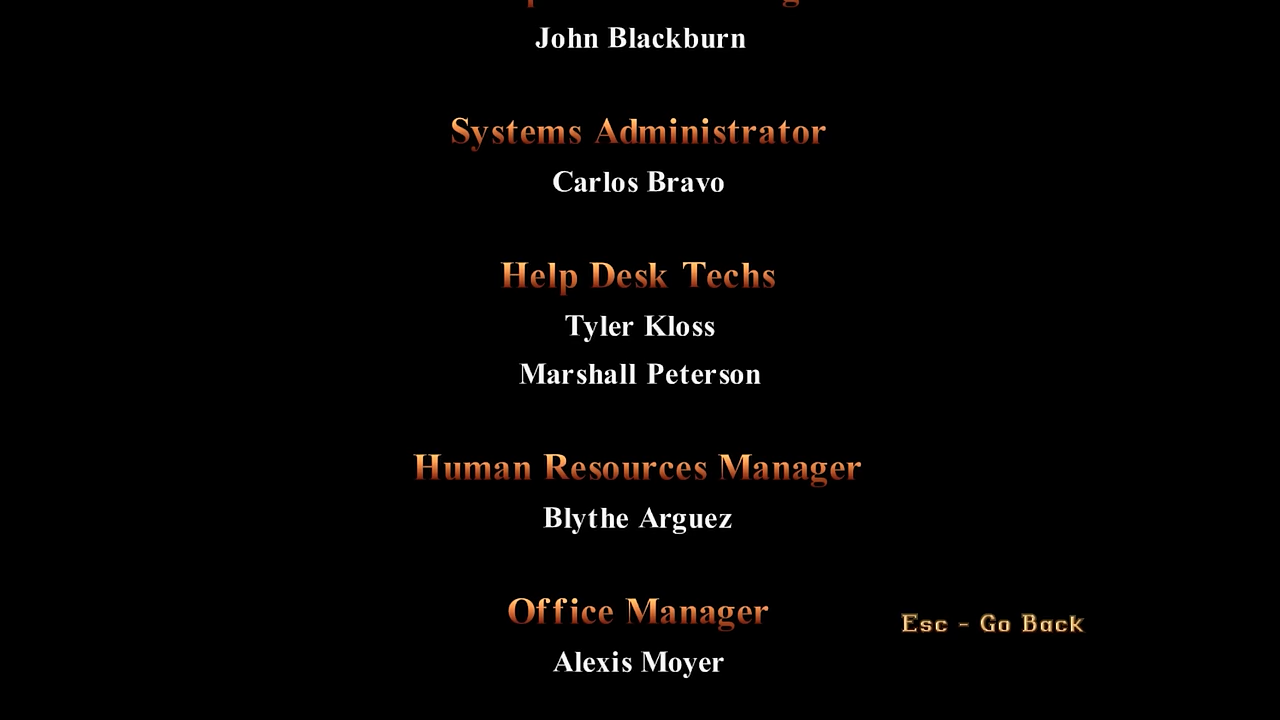 John Blackburn
Systems Administrator
Carlos Bravo
Help Desk Techs
Tyler Kloss
Marshall Peterson
Human Resources Manager
Blythe Arguez
Office Manager
Esc - Go Back
Alexis Moyer